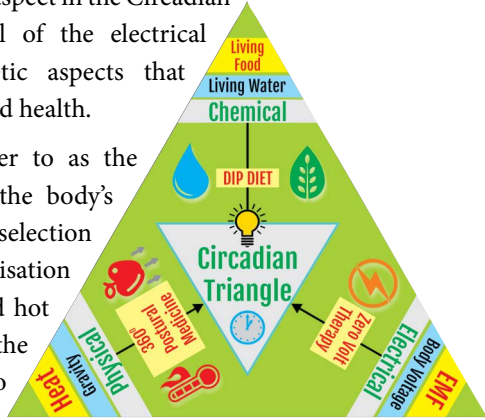 aspect in the Circadian
of the electrical
aspects that
d health.
er to as the
the body's
selection
isation
hot
the
Living
Food
Living Water
Chemical
DIP DIET
Circadian
Triangle
360°
Postural
Medicine
Physical
Gravity
Heat
Zero Volt
Therapy
Electrical
Body Voltage
EMF